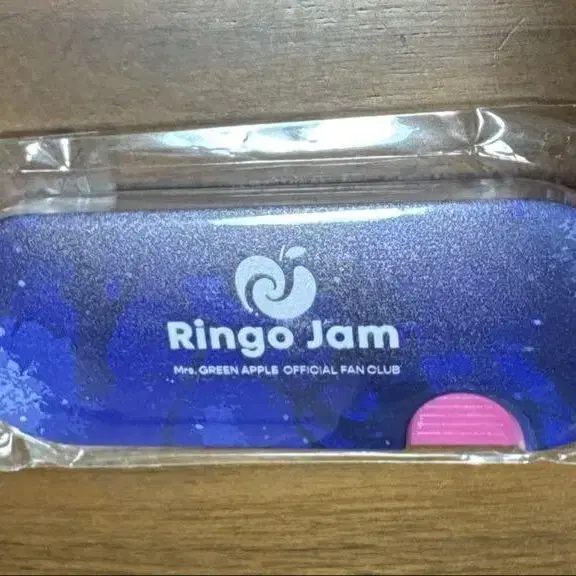 Ringo Jam
Mrs. GREEN APPLE OFFICIAL FAN CLUB